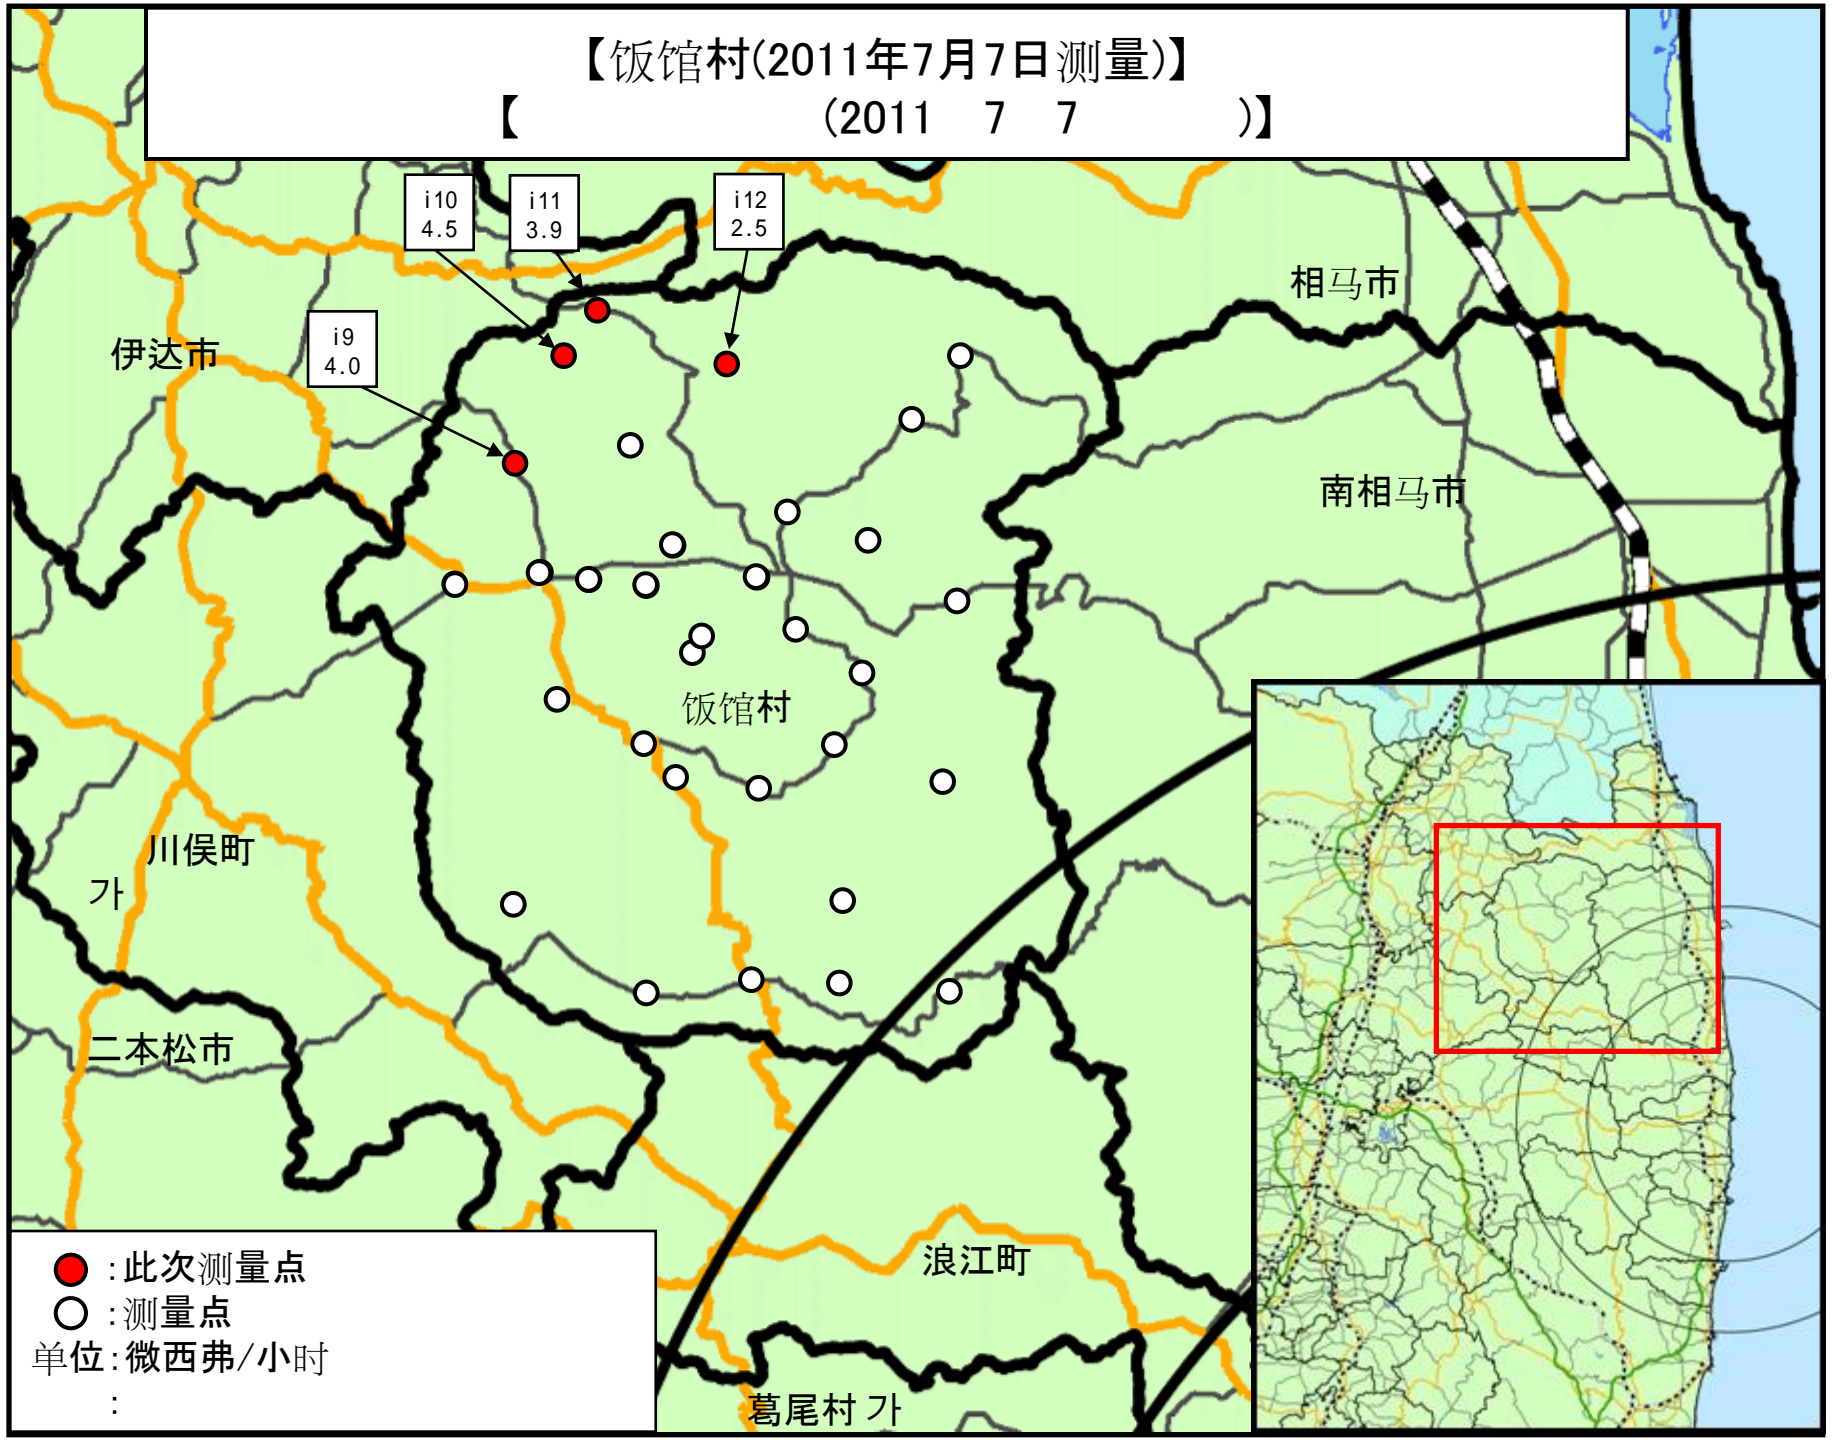 【饭馆村(2011年7月7日测量)】
【 (2011 7 7 )】
i10
4.5
i11
3.9
i12
2.5
i9
4.0
相马市
伊达市
南相马市
饭馆村
川俣町
가
二本松市
浪江町
葛尾村 가
:此次测量点
:测量点
单位:微西弗/小时
: